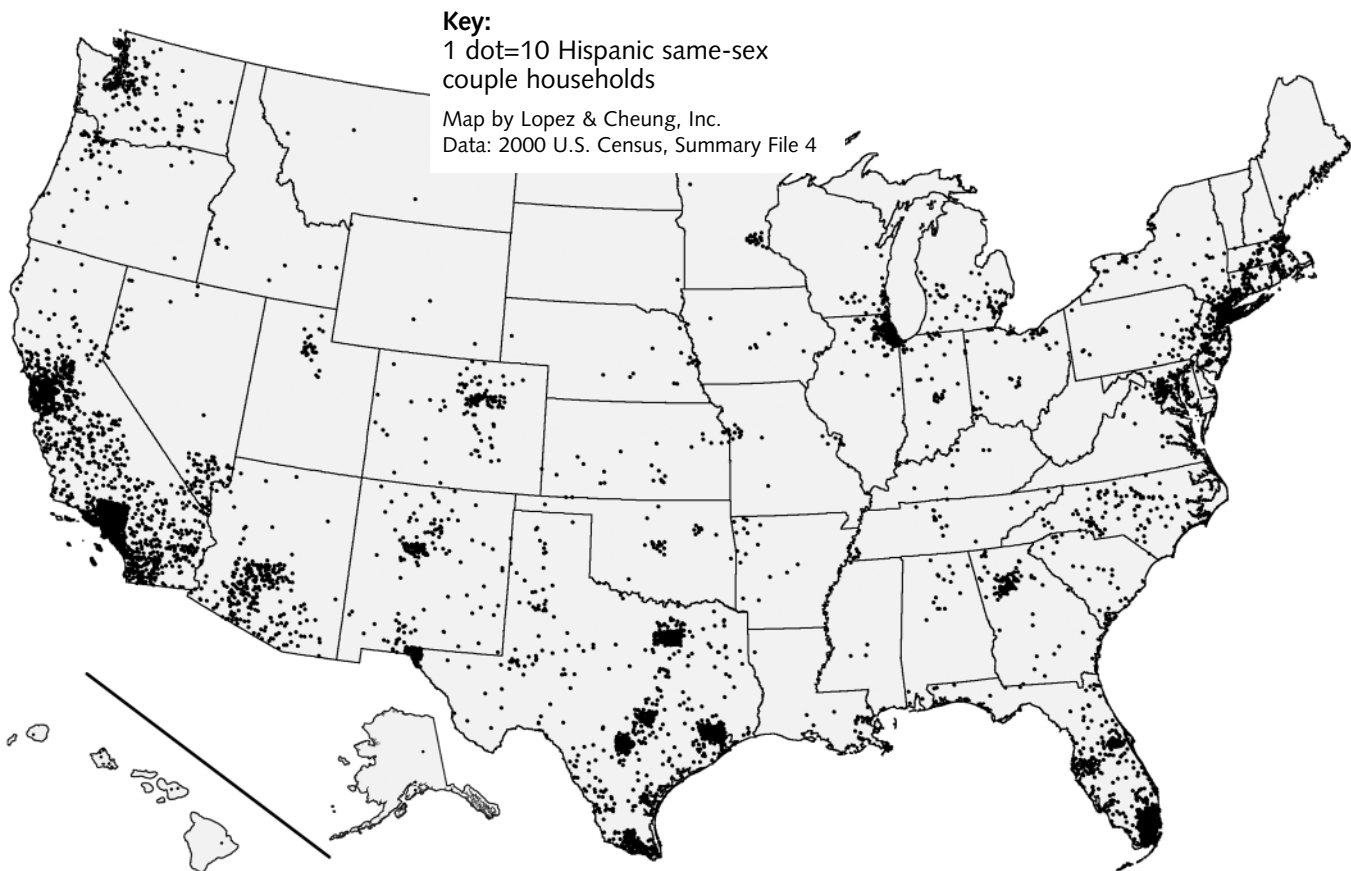 Key:
1 dot=10 Hispanic same-sex
couple households
Map by Lopez & Cheung, Inc.
Data: 2000 U.S. Census, Summary File 4